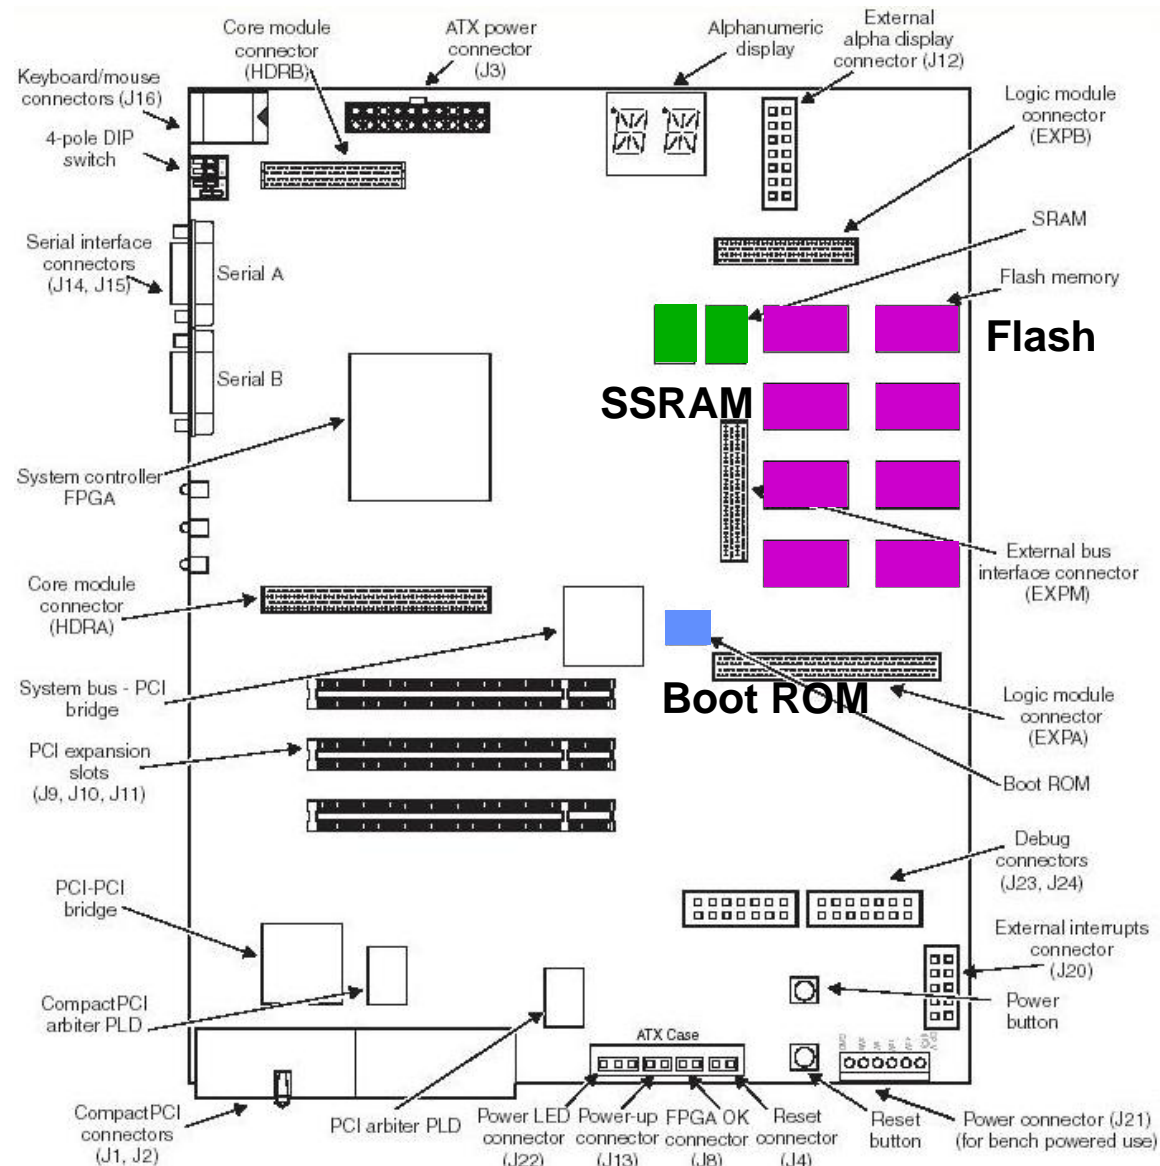 Core module
connector
(HDRB)
ATX power
connector
(J3)
Alphanumeric
display
External
alpha display
connector (J12)
Keyboard/mouse
connectors (J16)
4-pole DIP
switch
Logic module
connector
(EXPB)
SRAM
Serial interface
connectors
(J14, J15)
Serial A
Flash memory
Flash
Serial B
SSRAM
System controller
FPGA
External bus
interface connector
(EXPM)
Core module
connector
(HDRA)
System bus - PCI
bridge
Boot ROM
Logic module
connector
(EXPA)
PCI expansion
slots
(J9, J10, J11)
Boot ROM
Debug
connectors
(J23, J24)
PCI-PCI
bridge
External interrupts
connector
(J20)
CompactPCI
arbiter PLD
Power
button
ATX Case
CompactPCI
connectors
(J1, J2)
PCI arbiter PLD
Power LED
connector
(J22)
Power-up
connector
(J13)
FPGA OK
connector
(J8)
Reset
connector
(J4)
Reset
button
Power connector (J21)
(for bench powered use)